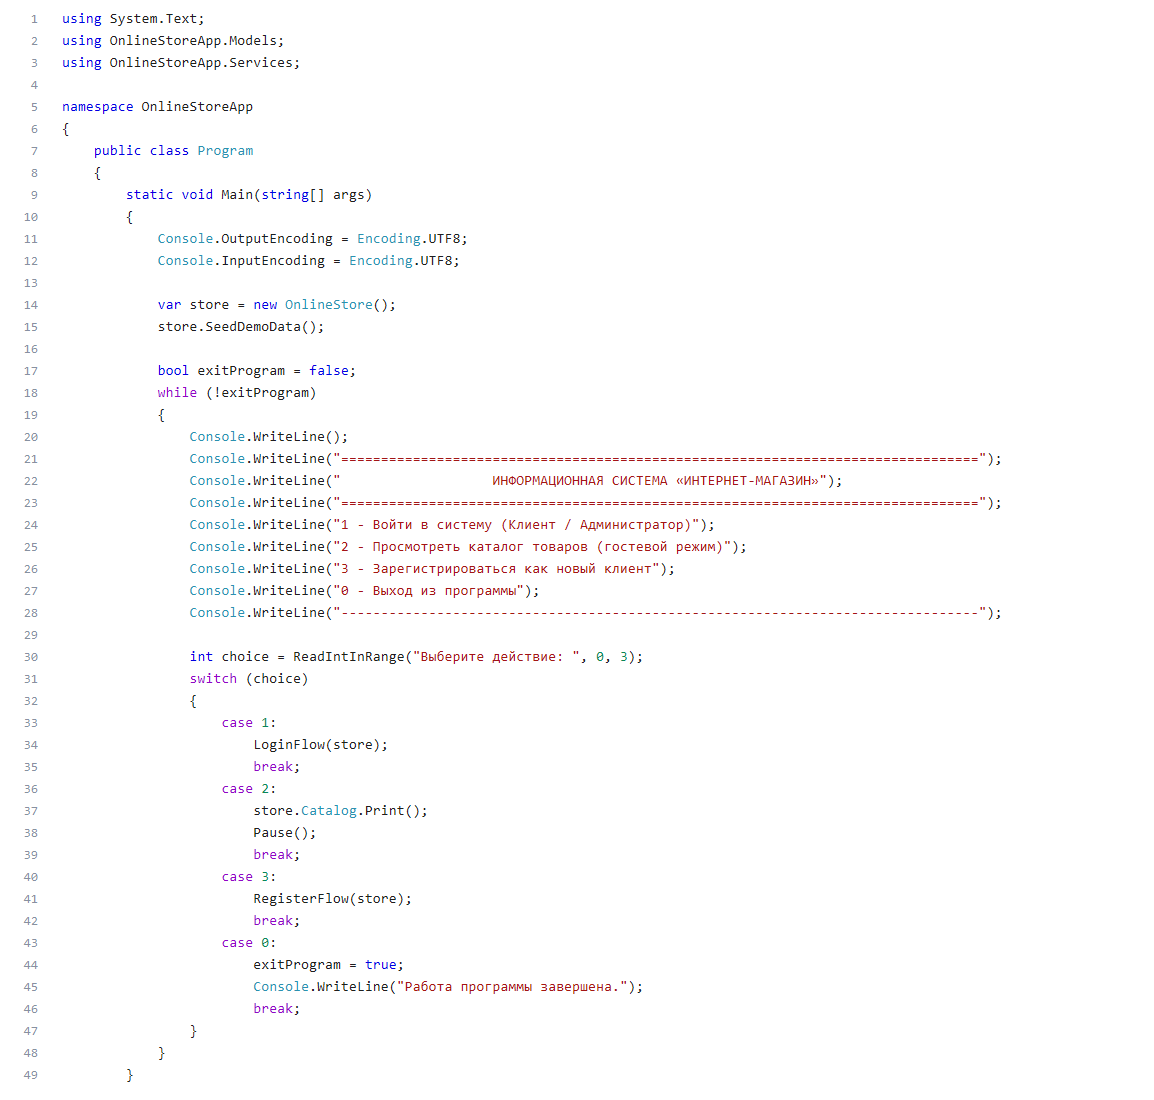 1 using System.Text;
2 using OnlineStoreApp.Models;
3 using OnlineStoreApp.Services;
4
5 namespace OnlineStoreApp
6 {
7     public class Program
8     {
9         static void Main(string[] args)
10         {
11             Console.OutputEncoding = Encoding.UTF8;
12             Console.InputEncoding = Encoding.UTF8;
13
14             var store = new OnlineStore();
15             store.SeedDemoData();
16
17             bool exitProgram = false;
18             while (!exitProgram)
19             {
20                 Console.WriteLine();
21                 Console.WriteLine("================================================================================");
22                 Console.WriteLine("                   ИНФОРМАЦИОННАЯ СИСТЕМА «ИНТЕРНЕТ-МАГАЗИН»");
23                 Console.WriteLine("================================================================================");
24                 Console.WriteLine("1 - Войти в систему (Клиент / Администратор)");
25                 Console.WriteLine("2 - Просмотреть каталог товаров (гостевой режим)");
26                 Console.WriteLine("3 - Зарегистрироваться как новый клиент");
27                 Console.WriteLine("0 - Выход из программы");
28                 Console.WriteLine("--------------------------------------------------------------------------------");
29
30                 int choice = ReadIntInRange("Выберите действие: ", 0, 3);
31                 switch (choice)
32                 {
33                     case 1:
34                         LoginFlow(store);
35                         break;
36                     case 2:
37                         store.Catalog.Print();
38                         Pause();
39                         break;
40                     case 3:
41                         RegisterFlow(store);
42                         break;
43                     case 0:
44                         exitProgram = true;
45                         Console.WriteLine("Работа программы завершена.");
46                         break;
47                 }
48             }
49         }